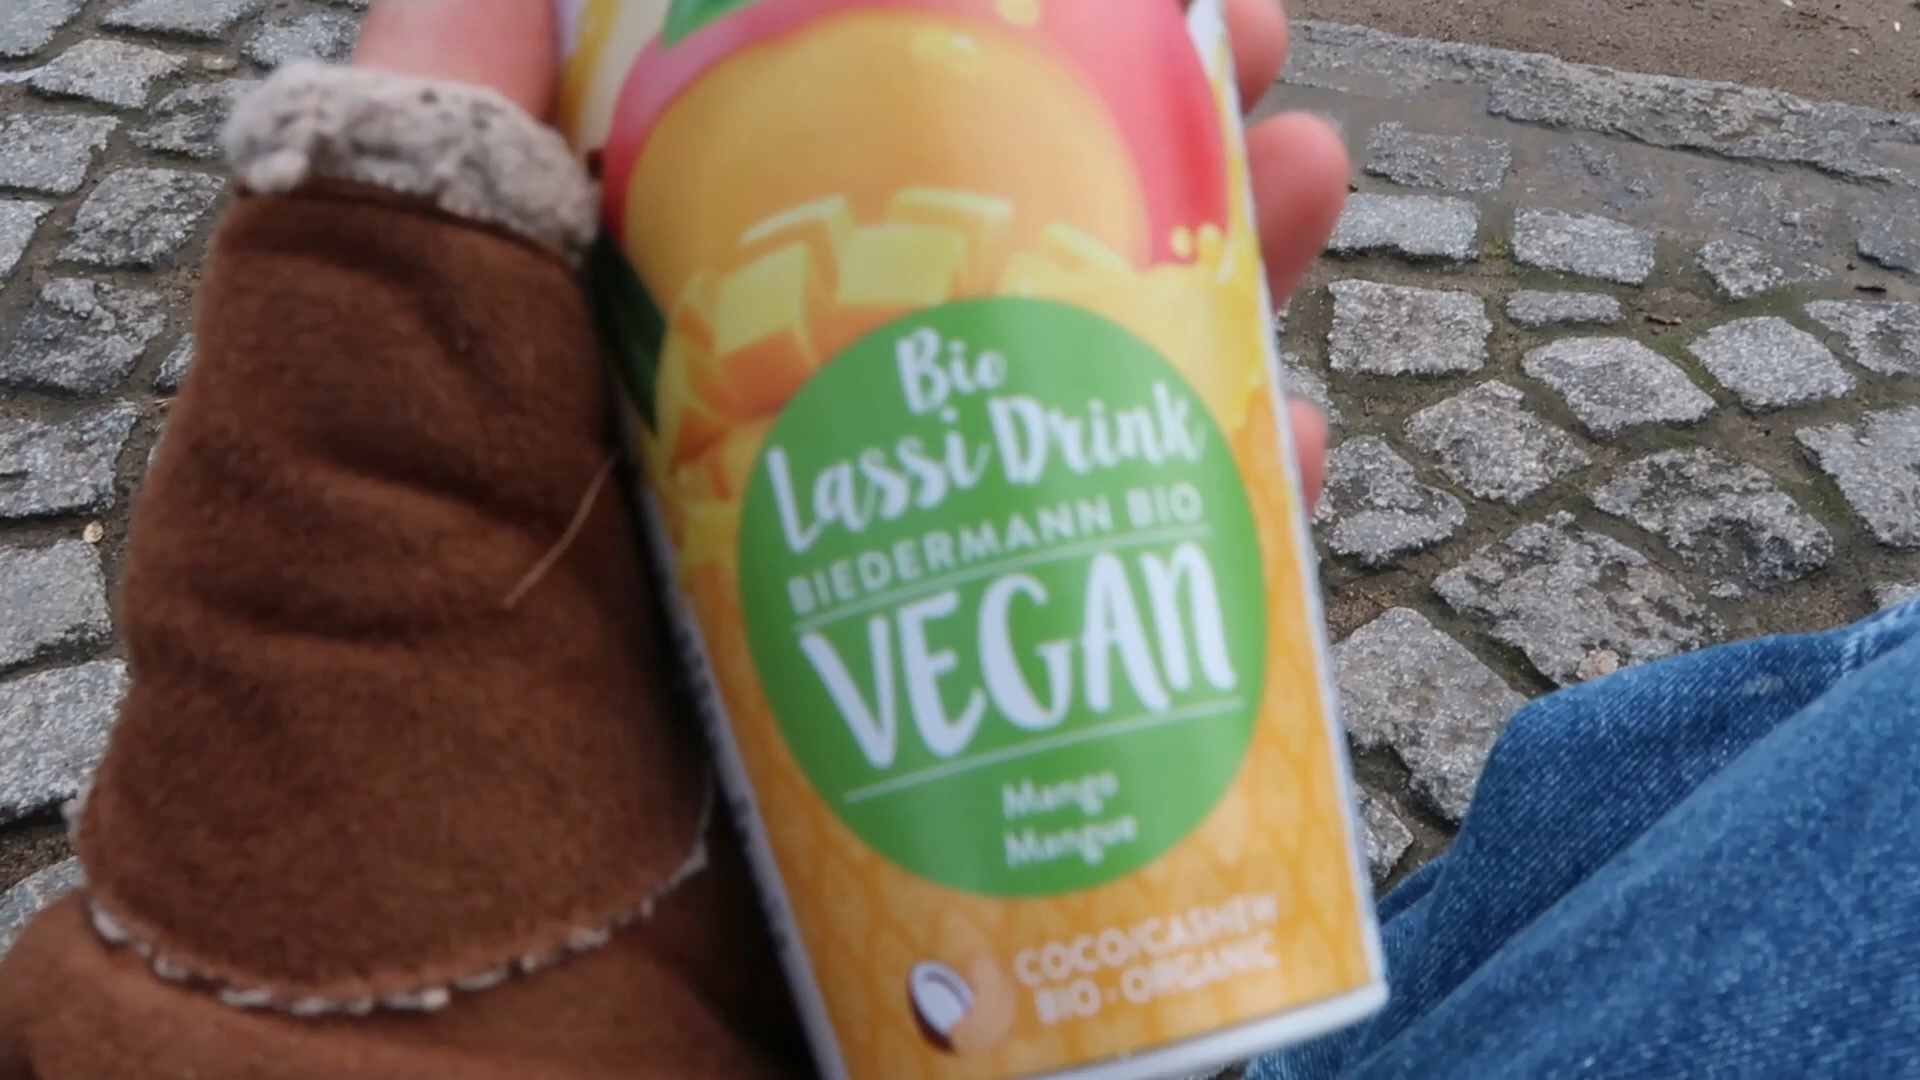 Bio
Lassi Drink
BIEDERMANN BIO
VEGAN
Mango
Mangue
COCO/CASHEW
BIO · ORGANIC